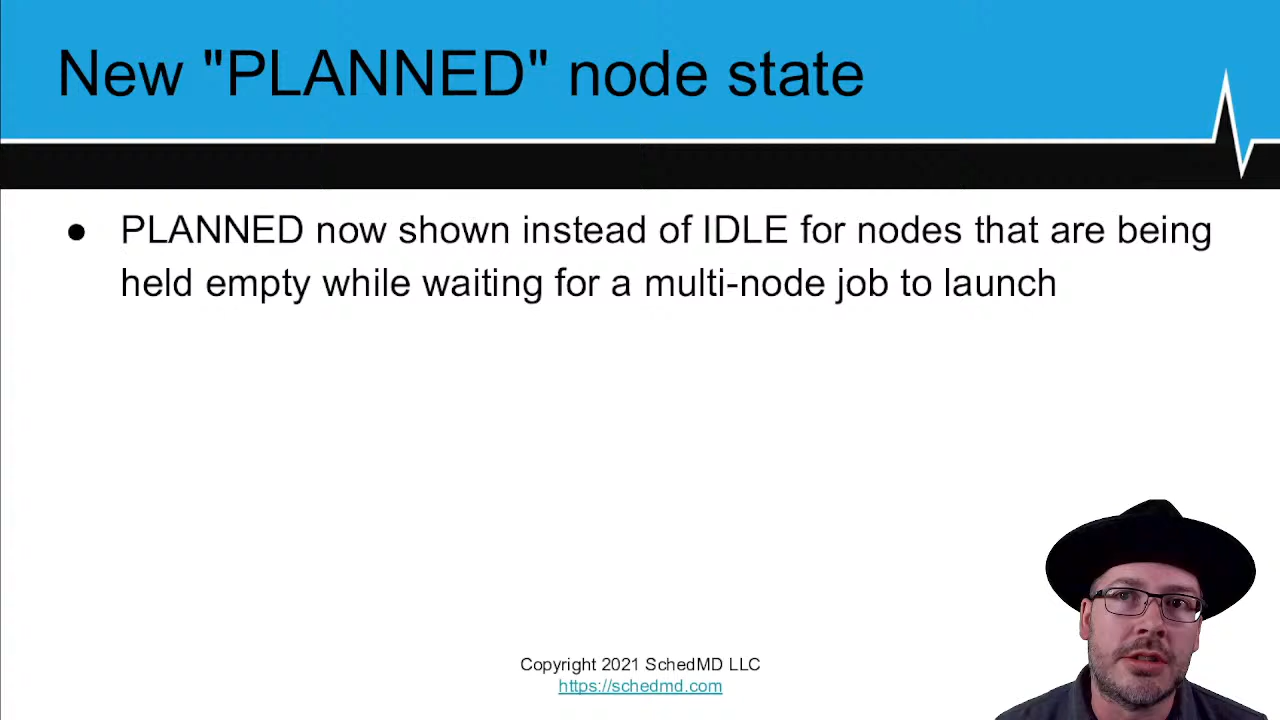 New "PLANNED" node state
● PLANNED now shown instead of IDLE for nodes that are being
held empty while waiting for a multi-node job to launch
Copyright 2021 SchedMD LLC
https://schedmd.com